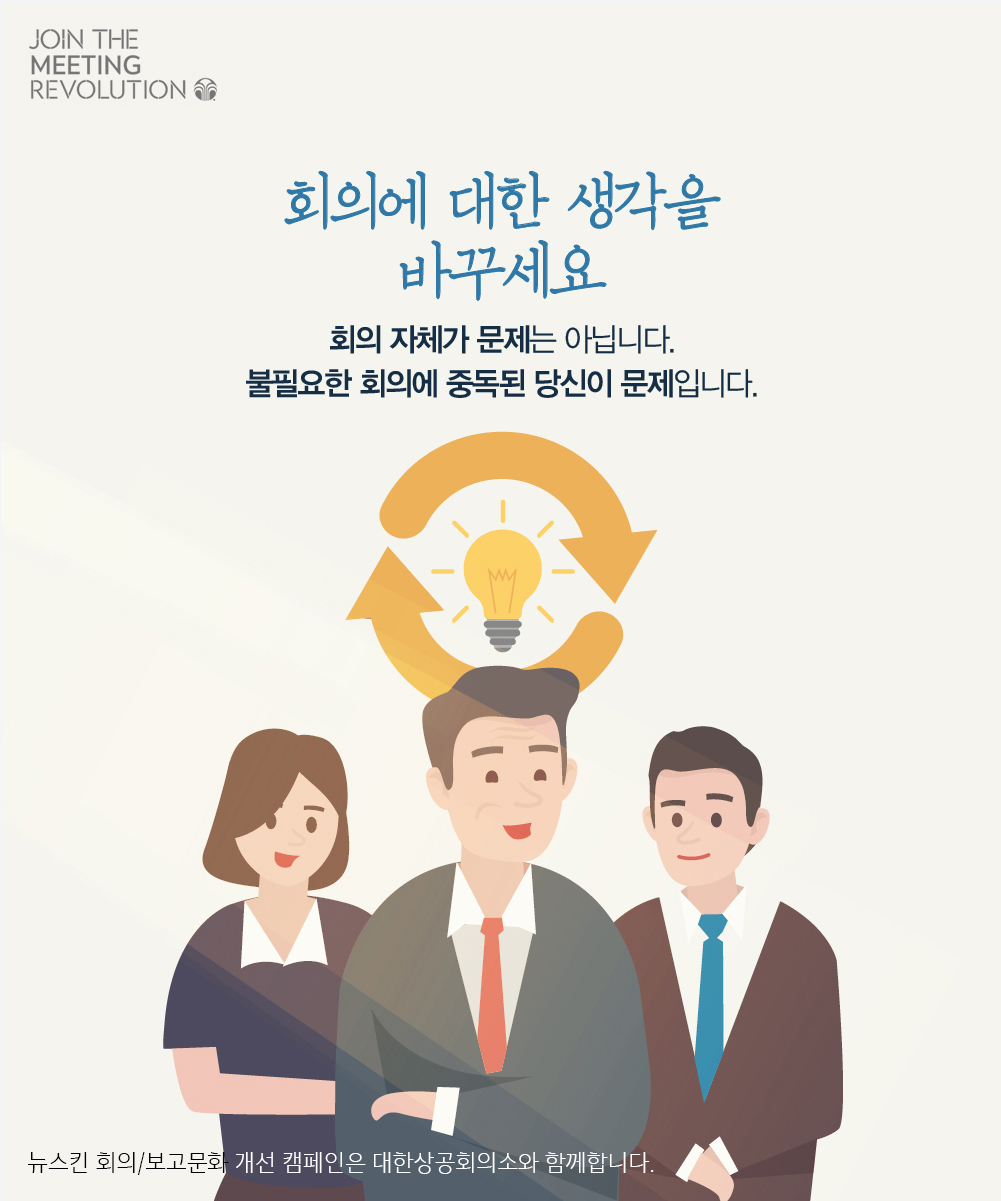 JOIN THE
MEETING
REVOLUTION
회의에 대한 생각을
바꾸세요
회의 자체가 문제는 아닙니다.
불필요한 회의에 중독된 당신이 문제입니다.
뉴스킨 회의/보고문화 개선 캠페인은 대한상공회의소와 함께합니다.